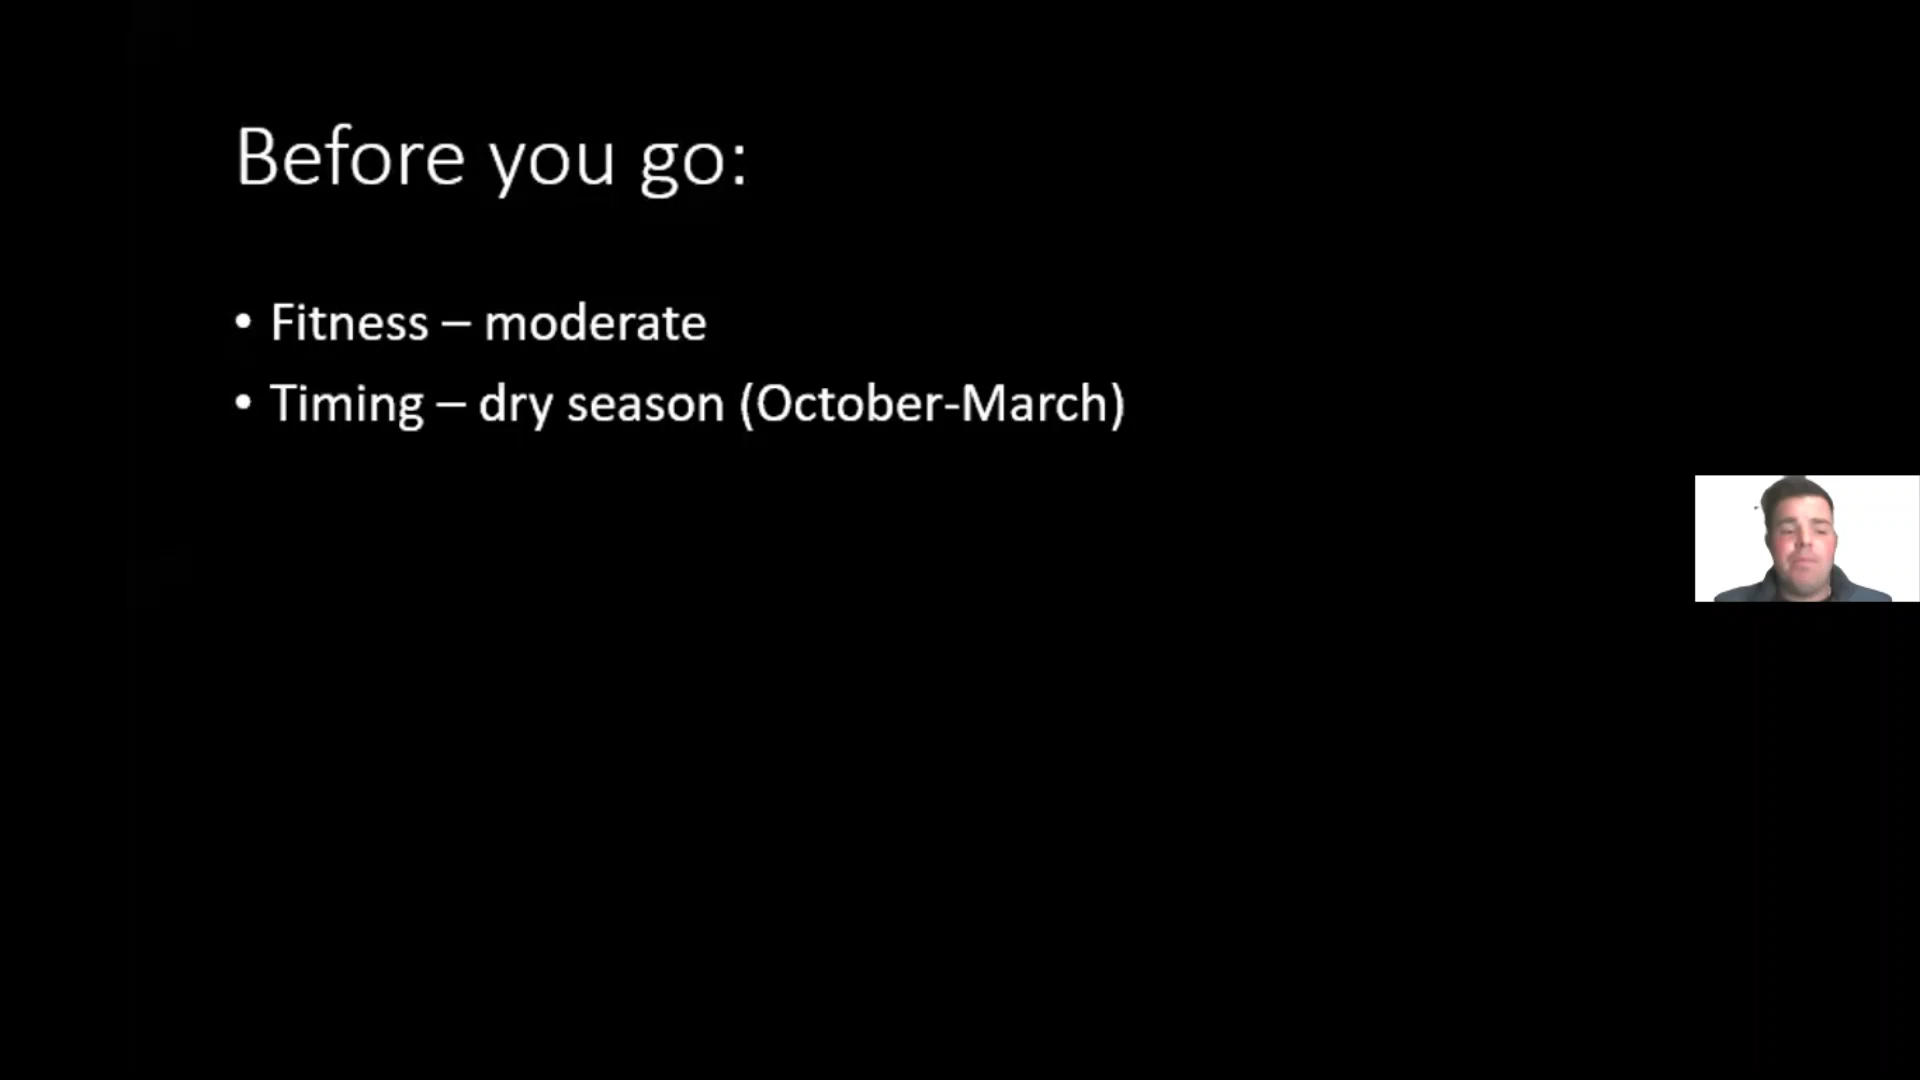 Before you go:
• Fitness – moderate
• Timing – dry season (October-March)